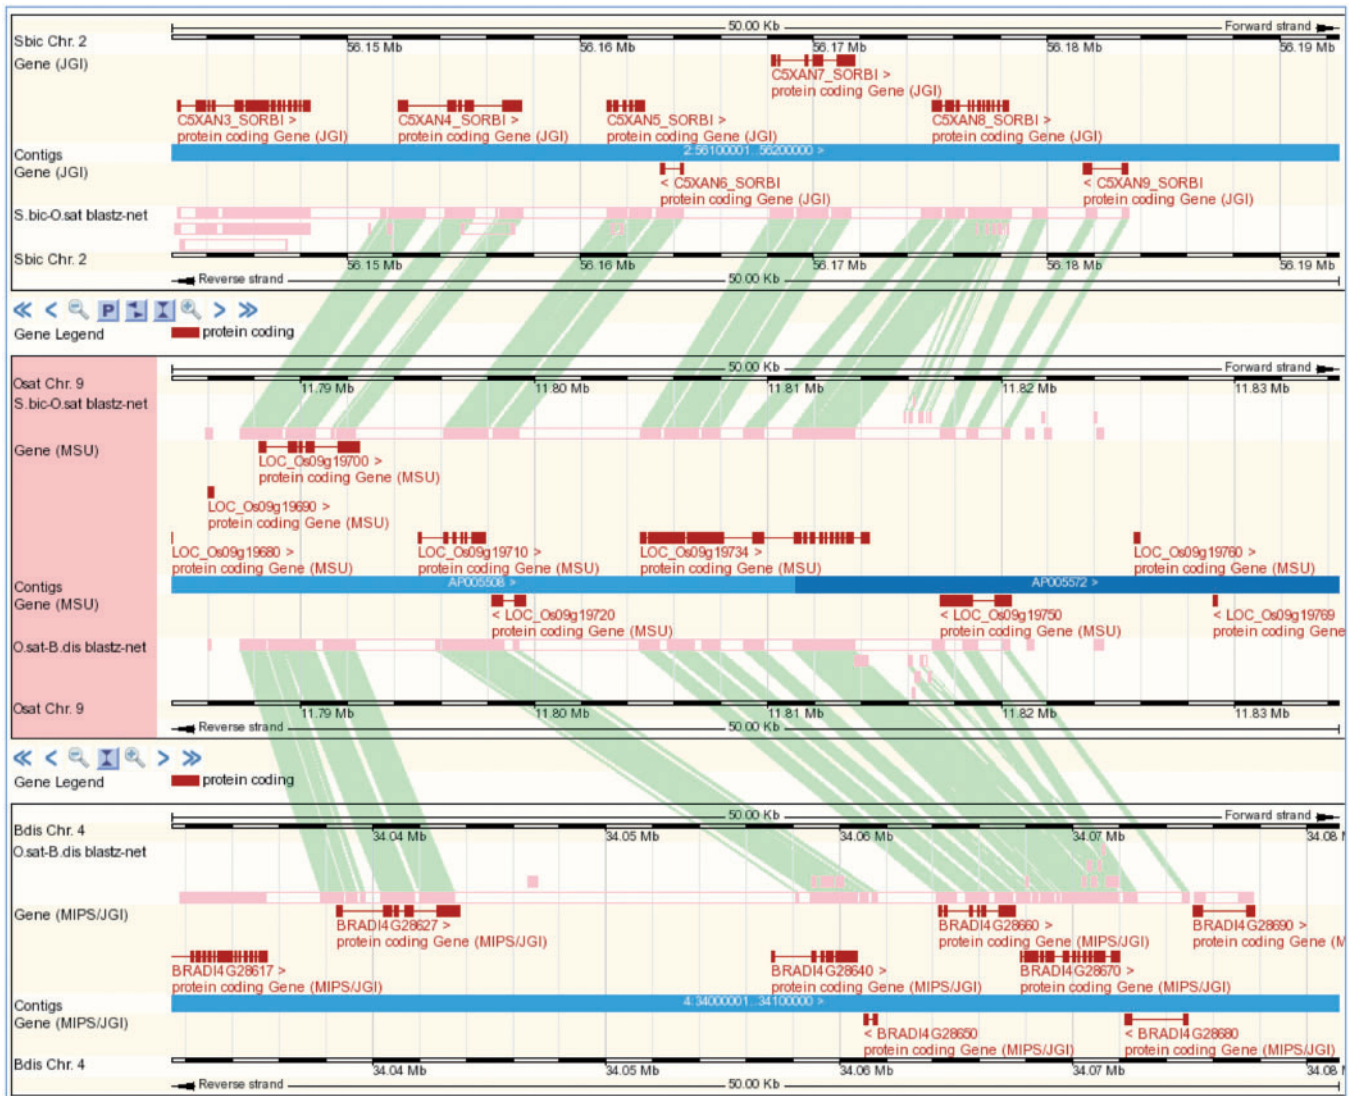 50.00 Kb
Forward strand
Sbic Chr. 2
56.15 Mb 56.16 Mb 56.17 Mb 56.18 Mb 56.19 Mb
Gene (JGI)
C5XAN7_SORBI >
protein coding Gene (JGI)
C5XAN3_SORBI > C5XAN4_SORBI > C5XAN5_SORBI > C5XAN8_SORBI >
protein coding Gene (JGI) protein coding Gene (JGI) protein coding Gene (JGI) protein coding Gene (JGI)
Contigs 2:56100001..56200000 >
Gene (JGI)
< C5XAN6_SORBI < C5XAN9_SORBI
protein coding Gene (JGI) protein coding Gene (JGI)
S.bic-O.sat blastz-net
Sbic Chr. 2
56.15 Mb 56.16 Mb 56.17 Mb 56.18 Mb 56.19 Mb
Reverse strand 50.00 Kb
P
Gene Legend protein coding
50.00 Kb Forward strand
Osat Chr. 9
11.79 Mb 11.80 Mb 11.81 Mb 11.82 Mb 11.83 Mb
S.bic-O.sat blastz-net
Gene (MSU)
LOC_Os09g19700 >
protein coding Gene (MSU)
LOC_Os09g19690 >
protein coding Gene (MSU)
LOC_Os09g19680 > LOC_Os09g19710 > LOC_Os09g19734 > LOC_Os09g19760 >
protein coding Gene (MSU) protein coding Gene (MSU) protein coding Gene (MSU) protein coding Gene (MSU)
Contigs AP005508 > AP005572 >
Gene (MSU)
< LOC_Os09g19720 < LOC_Os09g19750 < LOC_Os09g19769
protein coding Gene (MSU) protein coding Gene (MSU) protein coding Gene
O.sat-B.dis blastz-net
Osat Chr. 9
11.79 Mb 11.80 Mb 11.81 Mb 11.82 Mb 11.83 Mb
Reverse strand 50.00 Kb
Gene Legend protein coding
50.00 Kb Forward strand
Bdis Chr. 4
34.04 Mb 34.05 Mb 34.06 Mb 34.07 Mb 34.08
O.sat-B.dis blastz-net
Gene (MIPS/JGI)
BRADI4G28627 > BRADI4G28660 > BRADI4G28690 >
protein coding Gene (MIPS/JGI) protein coding Gene (MIPS/JGI) protein coding Gene (M
BRADI4G28617 > BRADI4G28640 > BRADI4G28670 >
protein coding Gene (MIPS/JGI) protein coding Gene (MIPS/JGI) protein coding Gene (MIPS/JGI)
Contigs 4:34000001..34100000 >
Gene (MIPS/JGI)
< BRADI4G28650 < BRADI4G28680
protein coding Gene (MIPS/JGI) protein coding Gene (MIPS/JGI)
Bdis Chr. 4
34.04 Mb 34.05 Mb 34.06 Mb 34.07 Mb 34.08
Reverse strand 50.00 Kb